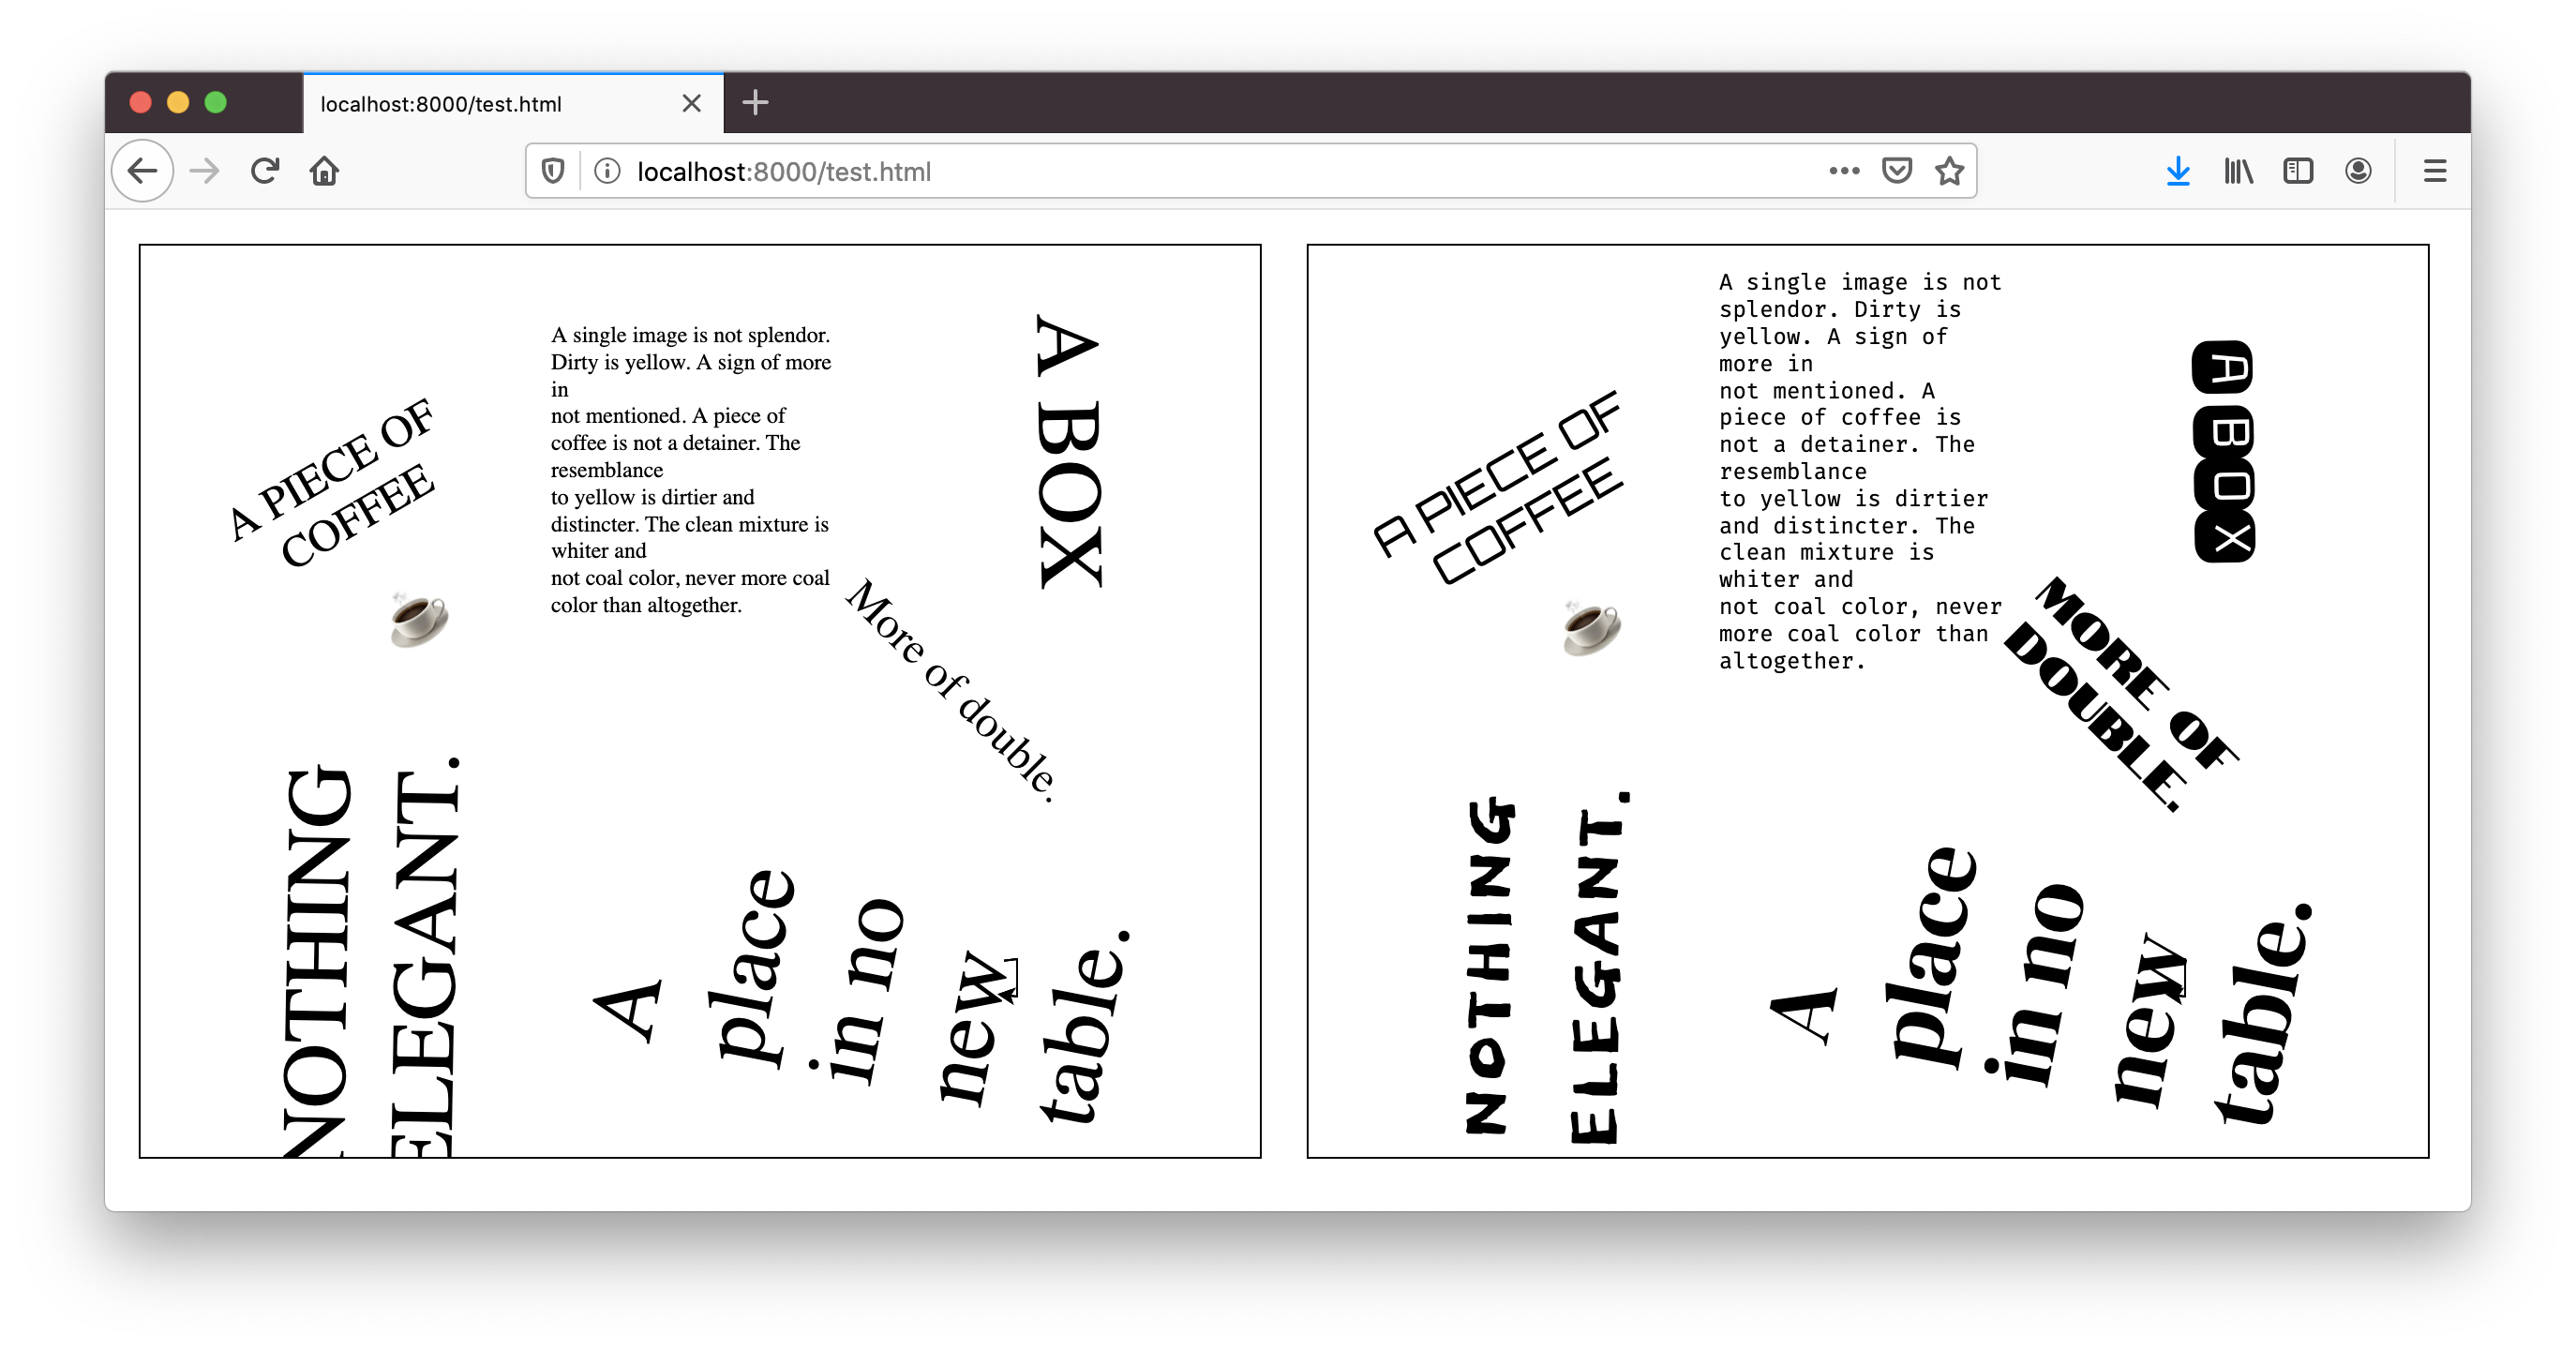 localhost:8000/test.html
localhost:8000/test.html
A PIECE OF
COFFEE
A single image is not splendor.
Dirty is yellow. A sign of more
in
not mentioned. A piece of
coffee is not a detainer. The
resemblance
to yellow is dirtier and
distincter. The clean mixture is
whiter and
not coal color, never more coal
color than altogether.
A BOX
More of double.
NOTHING
ELEGANT.
A
place
in no
new
table.
A PIECE OF
COFFEE
A single image is not
splendor. Dirty is
yellow. A sign of
more in
not mentioned. A
piece of coffee is
not a detainer. The
resemblance
to yellow is dirtier
and distincter. The
clean mixture is
whiter and
not coal color, never
more coal color than
altogether.
A BOX
MORE OF
DOUBLE.
NOTHING
ELEGANT.
A
place
in no
new
table.